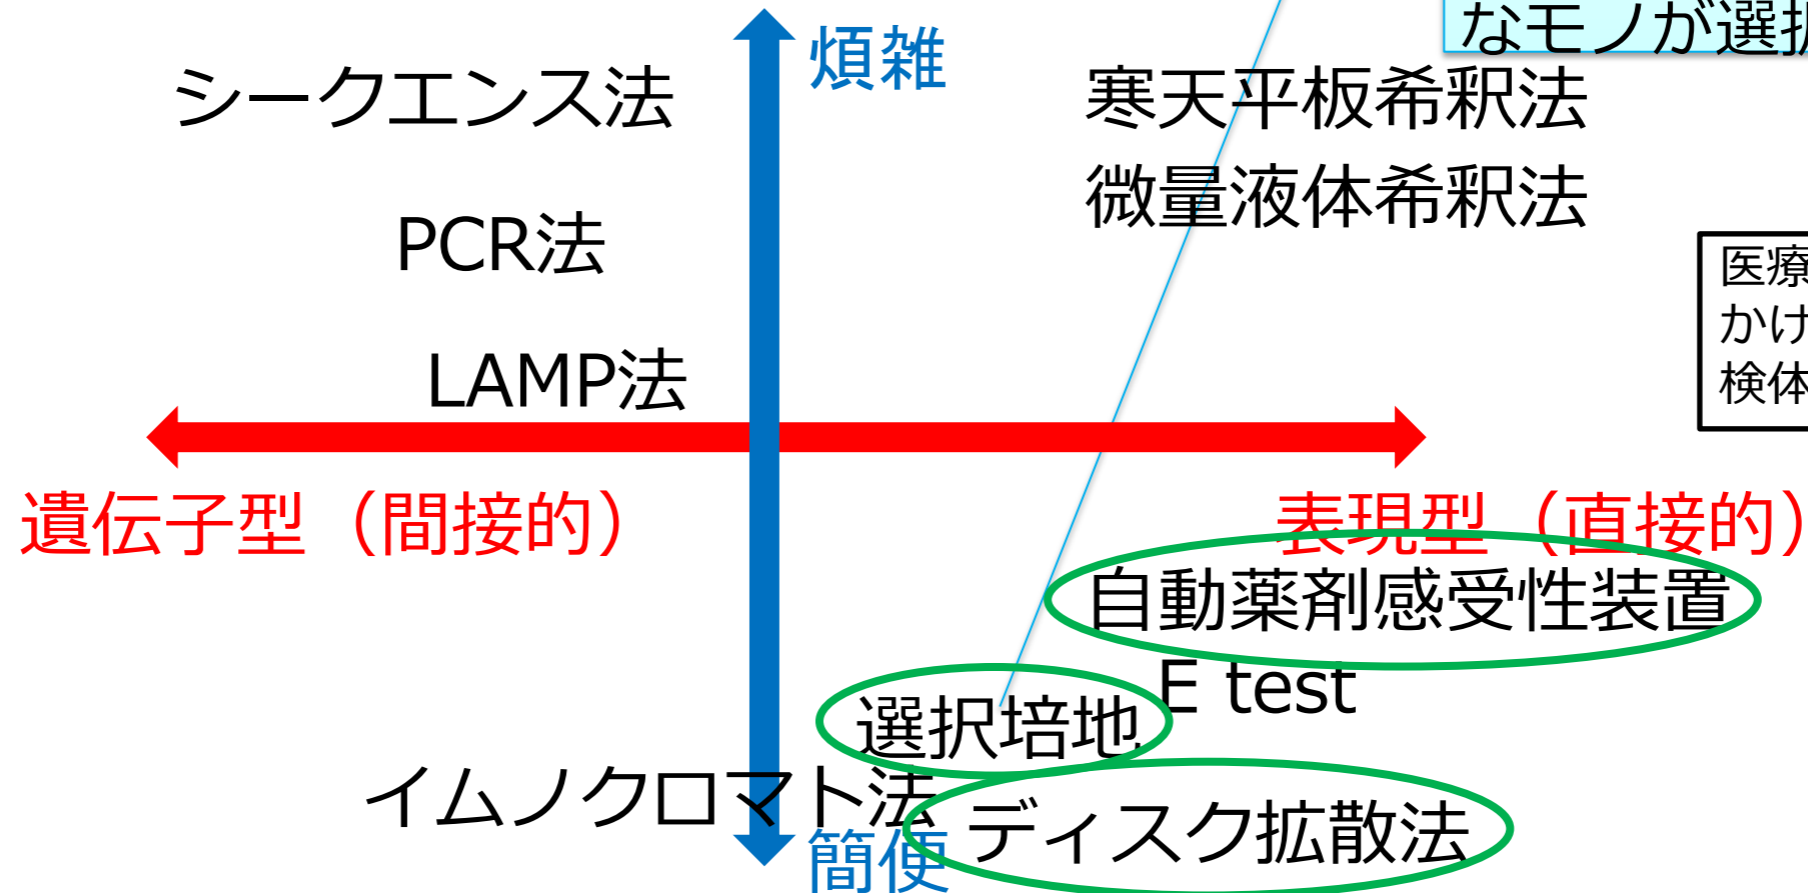 なモノが選択
煩雑
シークエンス法
寒天平板希釈法
微量液体希釈法
PCR法
医療
かけ
検体
LAMP法
遺伝子型（間接的）
表現型（直接的）
自動薬剤感受性装置
E test
選択培地
イムノクロマト法
ディスク拡散法
簡便